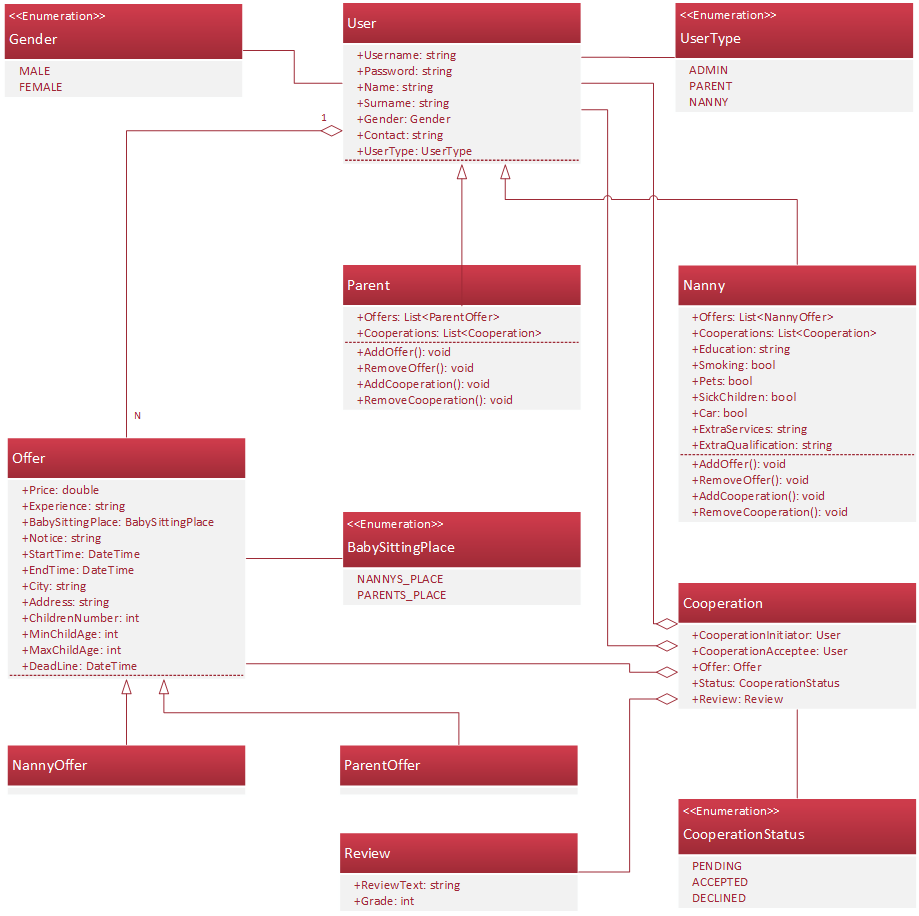 <<Enumeration>>
Gender
MALE
FEMALE
User
+Username: string
+Password: string
+Name: string
+Surname: string
+Gender: Gender
+Contact: string
+UserType: UserType
<<Enumeration>>
UserType
ADMIN
PARENT
NANNY
1
N
Parent
+Offers: List<ParentOffer>
+Cooperations: List<Cooperation>
+AddOffer(): void
+RemoveOffer(): void
+AddCooperation(): void
+RemoveCooperation(): void
Nanny
+Offers: List<NannyOffer>
+Cooperations: List<Cooperation>
+Education: string
+Smoking: bool
+Pets: bool
+SickChildren: bool
+Car: bool
+ExtraServices: string
+ExtraQualification: string
+AddOffer(): void
+RemoveOffer(): void
+AddCooperation(): void
+RemoveCooperation(): void
Offer
+Price: double
+Experience: string
+BabySittingPlace: BabySittingPlace
+Notice: string
+StartTime: DateTime
+EndTime: DateTime
+City: string
+Address: string
+ChildrenNumber: int
+MinChildAge: int
+MaxChildAge: int
+DeadLine: DateTime
<<Enumeration>>
BabySittingPlace
NANNYS_PLACE
PARENTS_PLACE
Cooperation
+CooperationInitiator: User
+CooperationAcceptee: User
+Offer: Offer
+Status: CooperationStatus
+Review: Review
NannyOffer
ParentOffer
Review
+ReviewText: string
+Grade: int
<<Enumeration>>
CooperationStatus
PENDING
ACCEPTED
DECLINED